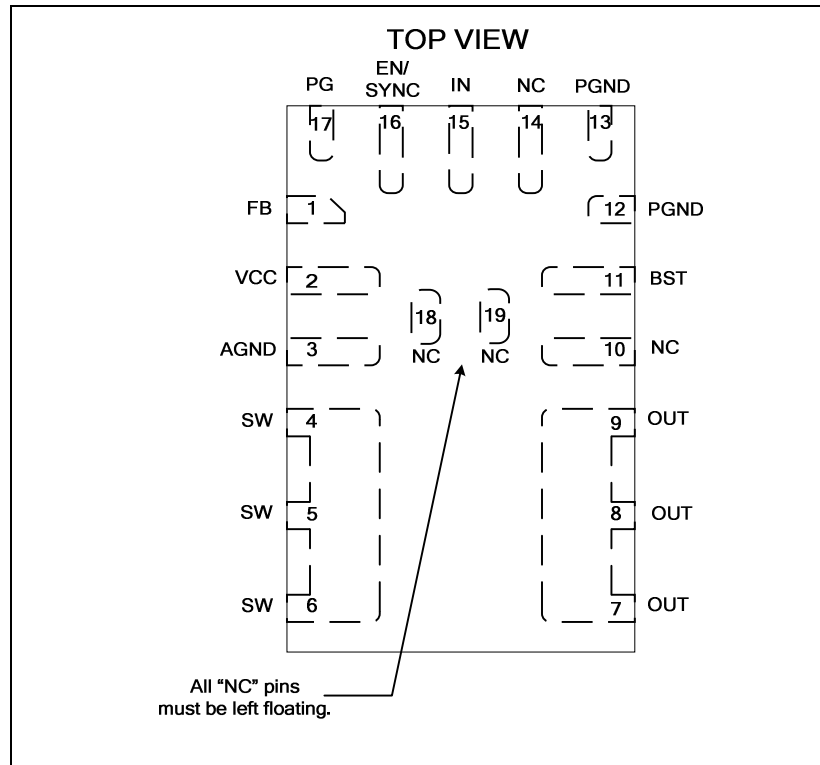 TOP VIEW
PG
EN/
SYNC
IN
NC
PGND
17
16
15
14
13
FB
1
12
PGND
VCC
2
11
BST
18
19
AGND
3
NC
NC
10
NC
SW
4
9
OUT
SW
5
8
OUT
SW
6
7
OUT
All “NC” pins
must be left floating.